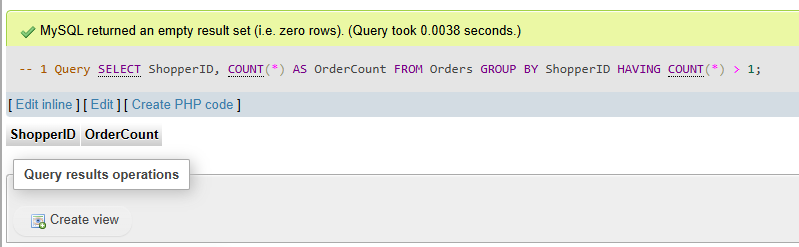 MySQL returned an empty result set (i.e. zero rows). (Query took 0.0038 seconds.)
-- 1 Query SELECT ShopperID, COUNT(*) AS OrderCount FROM Orders GROUP BY ShopperID HAVING COUNT(*) > 1;
[ Edit inline ] [ Edit ] [ Create PHP code ]
ShopperID OrderCount
Query results operations
Create view